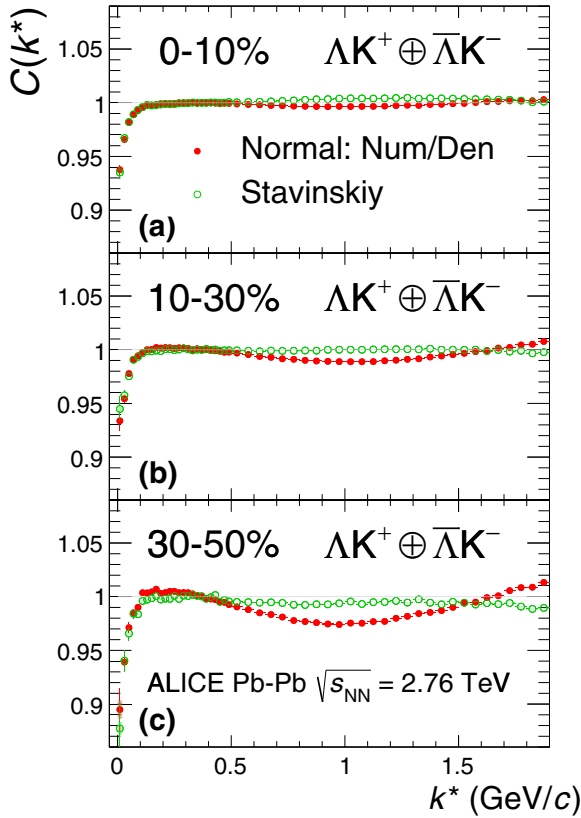 C(k*)
1.05
1
0.95
0.9
0-10% ΛK⁺ ⊕ Λ̅K⁻
Normal: Num/Den
Stavinskiy
(a)
1.05
1
0.95
0.9
10-30% ΛK⁺ ⊕ Λ̅K⁻
(b)
1.05
1
0.95
0.9
30-50% ΛK⁺ ⊕ Λ̅K⁻
ALICE Pb-Pb √s_NN = 2.76 TeV
(c)
0 0.5 1 1.5
k* (GeV/c)